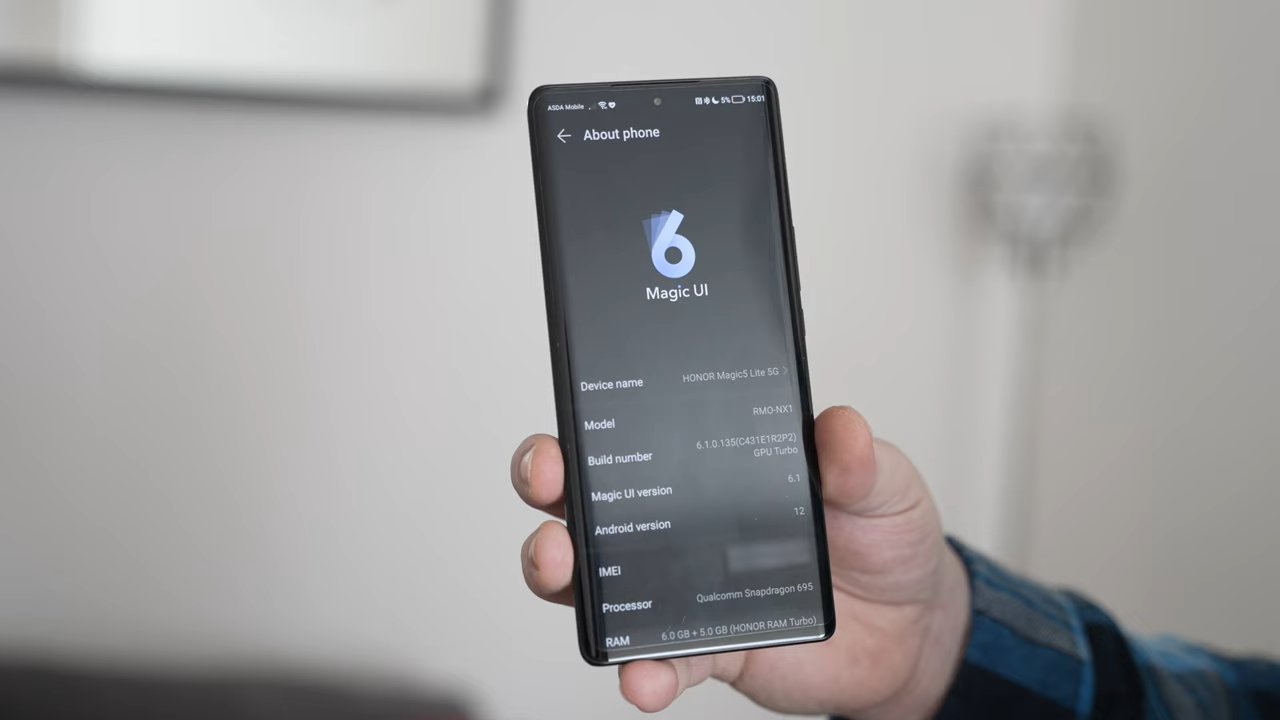 ASDA Mobile 5% 15:01
About phone
6
Magic UI
Device name HONOR Magic5 Lite 5G
Model RMO-NX1
Build number 6.1.0.135(C431E1R2P2)
GPU Turbo
Magic UI version 6.1
Android version 12
IMEI
Processor Qualcomm Snapdragon 695
RAM 6.0 GB + 5.0 GB (HONOR RAM Turbo)